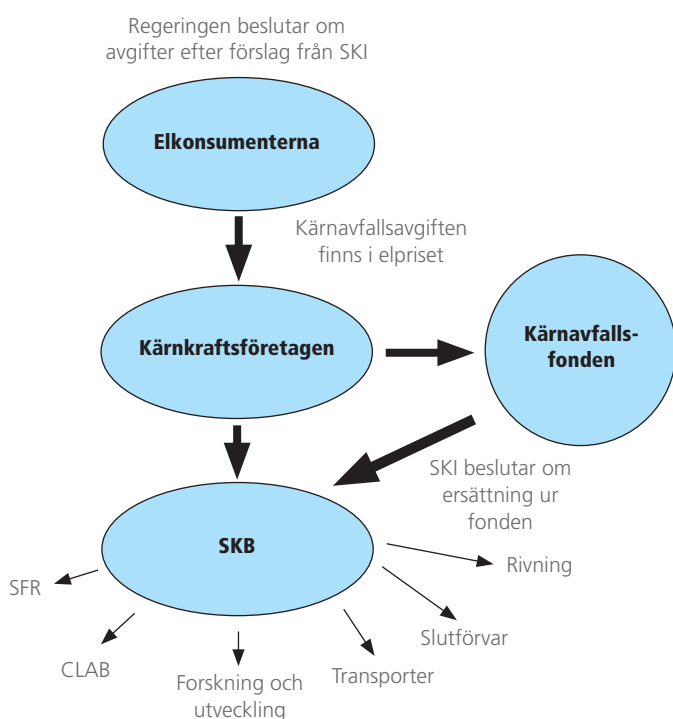 Regeringen beslutar om
avgifter efter förslag från SKI
Elkonsumenterna
Kärnavfallsavgiften
finns i elpriset
Kärnkraftsföretagen
Kärnavfalls-
fonden
SKI beslutar om
ersättning ur
fonden
SKB
Rivning
SFR
Slutförvar
CLAB
Transporter
Forskning och
utveckling